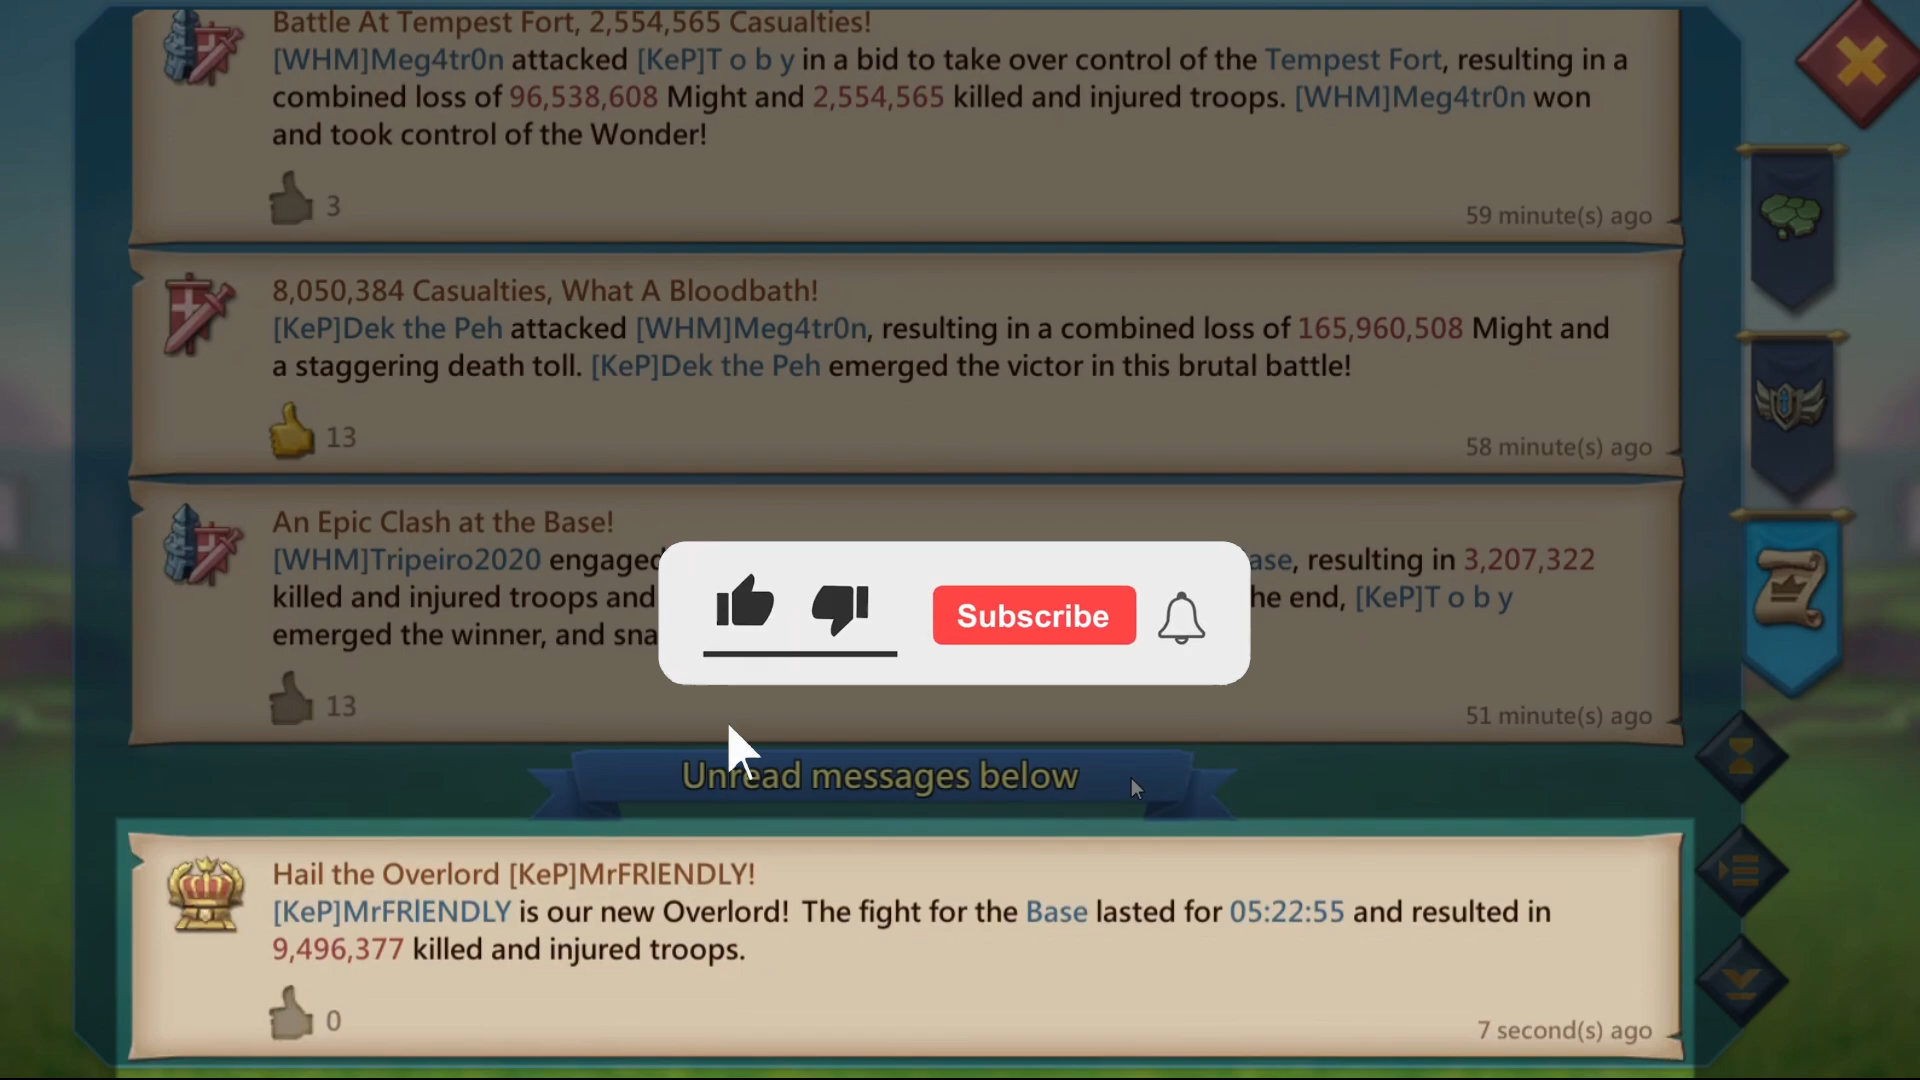 Battle At Tempest Fort, 2,554,565 Casualties!
[WHM]Meg4tr0n attacked [KeP]T o b y in a bid to take over control of the Tempest Fort, resulting in a
combined loss of 96,538,608 Might and 2,554,565 killed and injured troops. [WHM]Meg4tr0n won
and took control of the Wonder!
3
59 minute(s) ago
8,050,384 Casualties, What A Bloodbath!
[KeP]Dek the Peh attacked [WHM]Meg4tr0n, resulting in a combined loss of 165,960,508 Might and
a staggering death toll. [KeP]Dek the Peh emerged the victor in this brutal battle!
13
58 minute(s) ago
An Epic Clash at the Base!
[WHM]Tripeiro2020 engaged ase, resulting in 3,207,322
killed and injured troops and he end, [KeP]T o b y
emerged the winner, and sna
Subscribe
13
51 minute(s) ago
Unread messages below
Hail the Overlord [KeP]MrFRlENDLY!
[KeP]MrFRlENDLY is our new Overlord! The fight for the Base lasted for 05:22:55 and resulted in
9,496,377 killed and injured troops.
0
7 second(s) ago